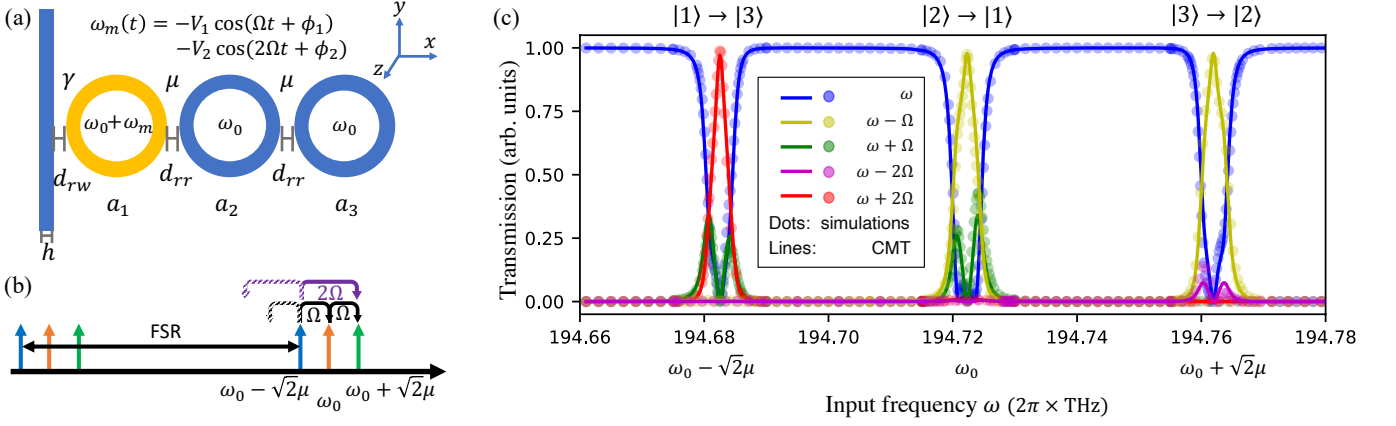 (a)
ω_m(t) = −V_1 cos(Ωt + ϕ_1)
−V_2 cos(2Ωt + ϕ_2)
y
x
z
γ
μ
μ
ω_0+ω_m
ω_0
ω_0
d_rw
d_rr
d_rr
a_1
a_2
a_3
h
(b)
2Ω
Ω
Ω
FSR
ω_0 − √2μ
ω_0
ω_0 + √2μ
(c)
|1⟩ → |3⟩
|2⟩ → |1⟩
|3⟩ → |2⟩
Transmission (arb. units)
1.00
0.75
0.50
0.25
0.00
ω
ω − Ω
ω + Ω
ω − 2Ω
ω + 2Ω
Dots: simulations
Lines: CMT
194.66 194.68 194.70 194.72 194.74 194.76 194.78
ω_0 − √2μ
ω_0
ω_0 + √2μ
Input frequency ω (2π × THz)